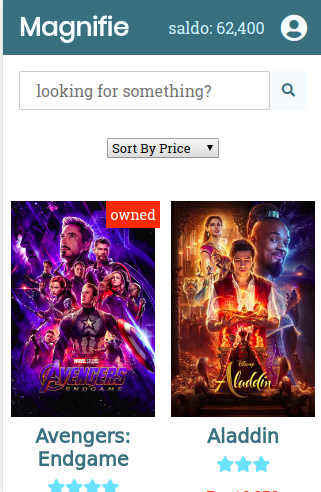 Magnifie
saldo: 62,400
looking for something?
Sort By Price
owned
MARVEL STUDIOS
AVENGERS
ENDGAME
Disney
Aladdin
Avengers:
Endgame
Aladdin